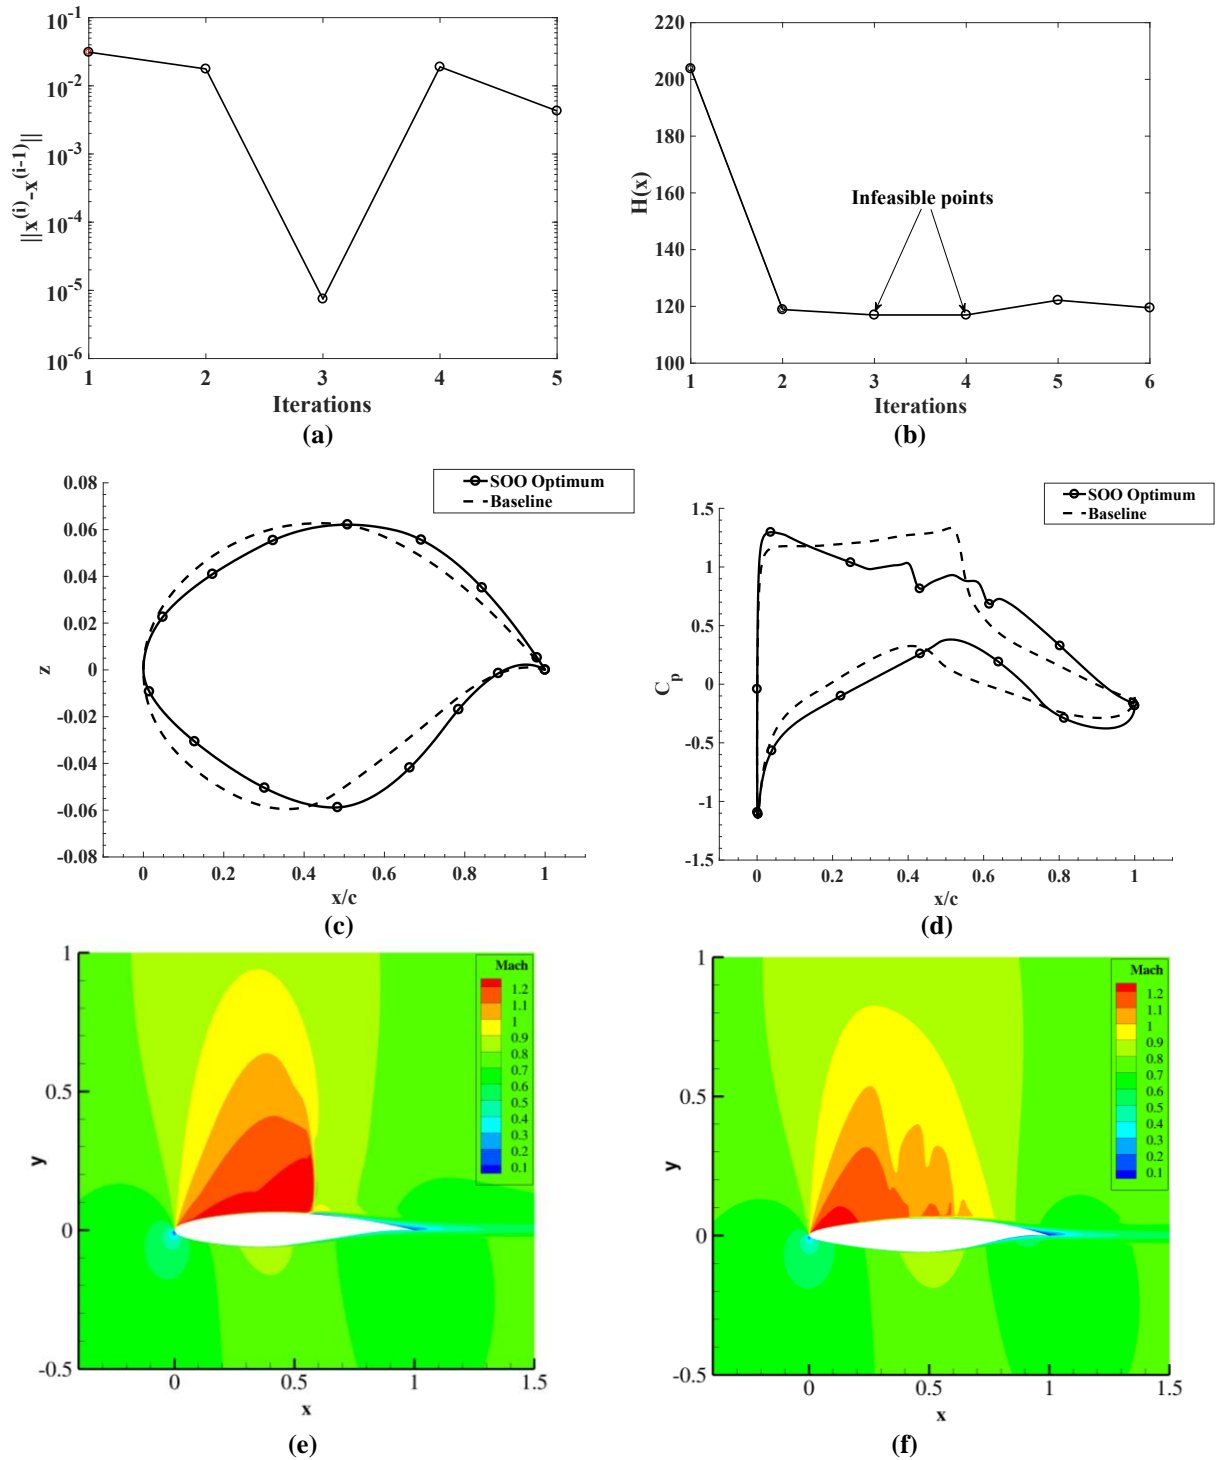 10^-1
10^-2
10^-3
10^-4
10^-5
10^-6
||x^(i)-x^(i-1)||
1 2 3 4 5
Iterations
(a)
220
200
180
160
140
120
100
H(x)
Infeasible points
1 2 3 4 5 6
Iterations
(b)
SOO Optimum
Baseline
0.08
0.06
0.04
0.02
0
-0.02
-0.04
-0.06
-0.08
z
0 0.2 0.4 0.6 0.8 1
x/c
(c)
SOO Optimum
Baseline
1.5
1
0.5
0
-0.5
-1
-1.5
C_p
0 0.2 0.4 0.6 0.8 1
x/c
(d)
Mach
1.2
1.1
1
0.9
0.8
0.7
0.6
0.5
0.4
0.3
0.2
0.1
1
0.5
0
-0.5
y
0 0.5 1 1.5
x
(e)
Mach
1.2
1.1
1
0.9
0.8
0.7
0.6
0.5
0.4
0.3
0.2
0.1
1
0.5
0
-0.5
y
0 0.5 1 1.5
x
(f)